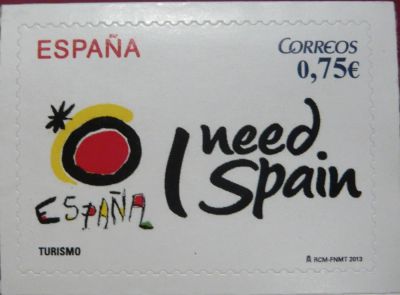 ESPAÑA
CORREOS
0,75€
I need
Spain
ESPAÑA
TURISMO
RCM-FNMT 2013